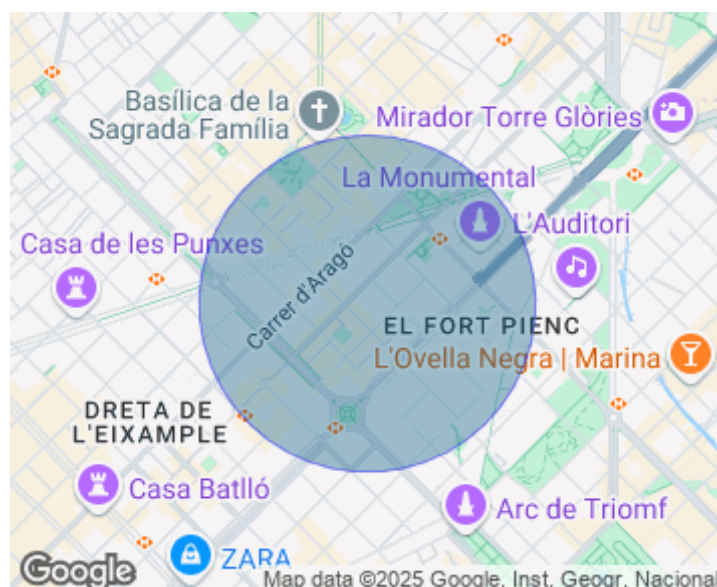 Basílica de la
Sagrada Família
Mirador Torre Glòries
La Monumental
L'Auditori
Casa de les Punxes
Carrer d'Aragó
EL FORT PIENC
L'Ovella Negra | Marina
DRETA DE
L'EIXAMPLE
Casa Batlló
Arc de Triomf
ZARA
Google
Map data ©2025 Google, Inst. Geogr. Nacional